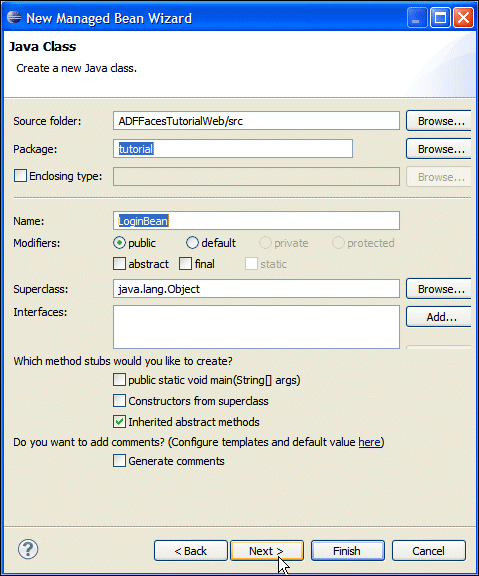 New Managed Bean Wizard
Java Class
Create a new Java class.
Source folder: ADFFacesTutorialWeb/src Browse...
Package: tutorial Browse...
Enclosing type: Browse...
Name: LoginBean
Modifiers: public default private protected
abstract final static
Superclass: java.lang.Object Browse...
Interfaces: Add...
Which method stubs would you like to create?
public static void main(String[] args)
Constructors from superclass
Inherited abstract methods
Do you want to add comments? (Configure templates and default value here)
Generate comments
? < Back Next > Finish Cancel